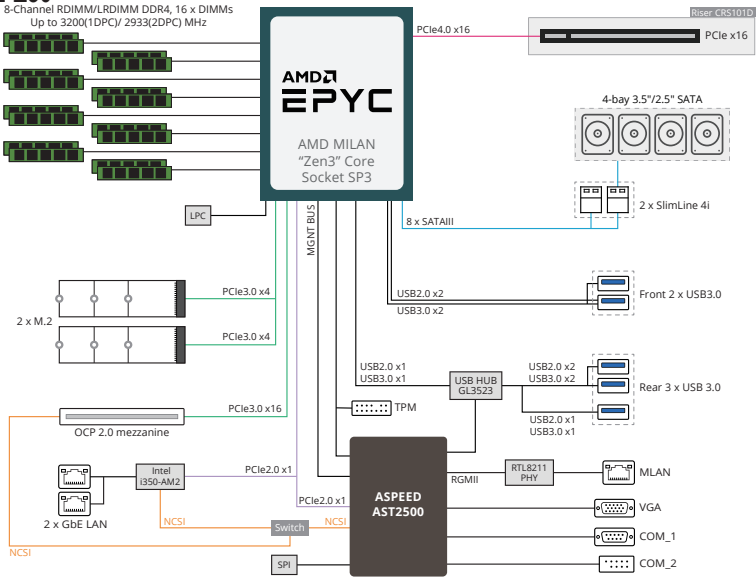 8-Channel RDIMM/LRDIMM DDR4, 16 x DIMMs
Up to 3200(1DPC)/ 2933(2DPC) MHz
Riser CRS101D
PCIe4.0 x16
PCIe x16
AMD
EPYC
AMD MILAN
“Zen3” Core
Socket SP3
4-bay 3.5"/2.5" SATA
2 x SlimLine 4i
LPC
MGNT BUS
8 x SATAIII
PCIe3.0 x4
USB2.0 x2
USB3.0 x2
Front 2 x USB3.0
2 x M.2
PCIe3.0 x4
USB2.0 x1
USB3.0 x1
USB HUB
GL3523
USB2.0 x2
USB3.0 x2
Rear 3 x USB 3.0
USB2.0 x1
USB3.0 x1
PCIe3.0 x16
TPM
OCP 2.0 mezzanine
Intel
i350-AM2
PCIe2.0 x1
2 x GbE LAN
PCIe2.0 x1
ASPEED
AST2500
RGMII
RTL8211
PHY
MLAN
VGA
NCSI
Switch
NCSI
COM_1
NCSI
SPI
COM_2